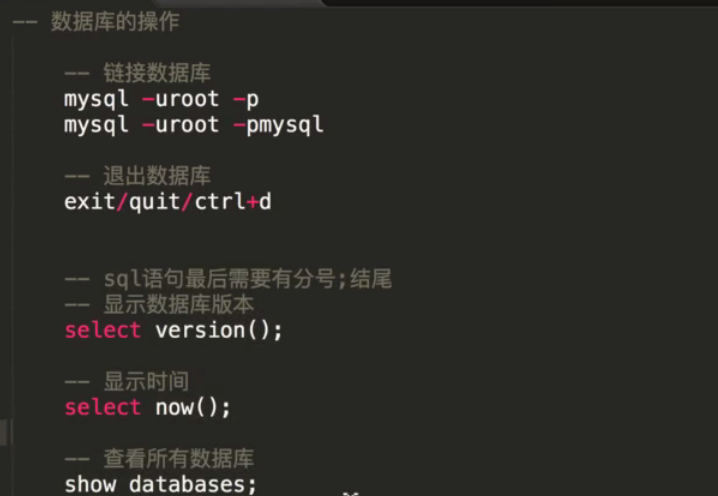 -- 数据库的操作
-- 链接数据库
mysql -uroot -p
mysql -uroot -pmysql
-- 退出数据库
exit/quit/ctrl+d
-- sql语句最后需要有分号;结尾
-- 显示数据库版本
select version();
-- 显示时间
select now();
-- 查看所有数据库
show databases;